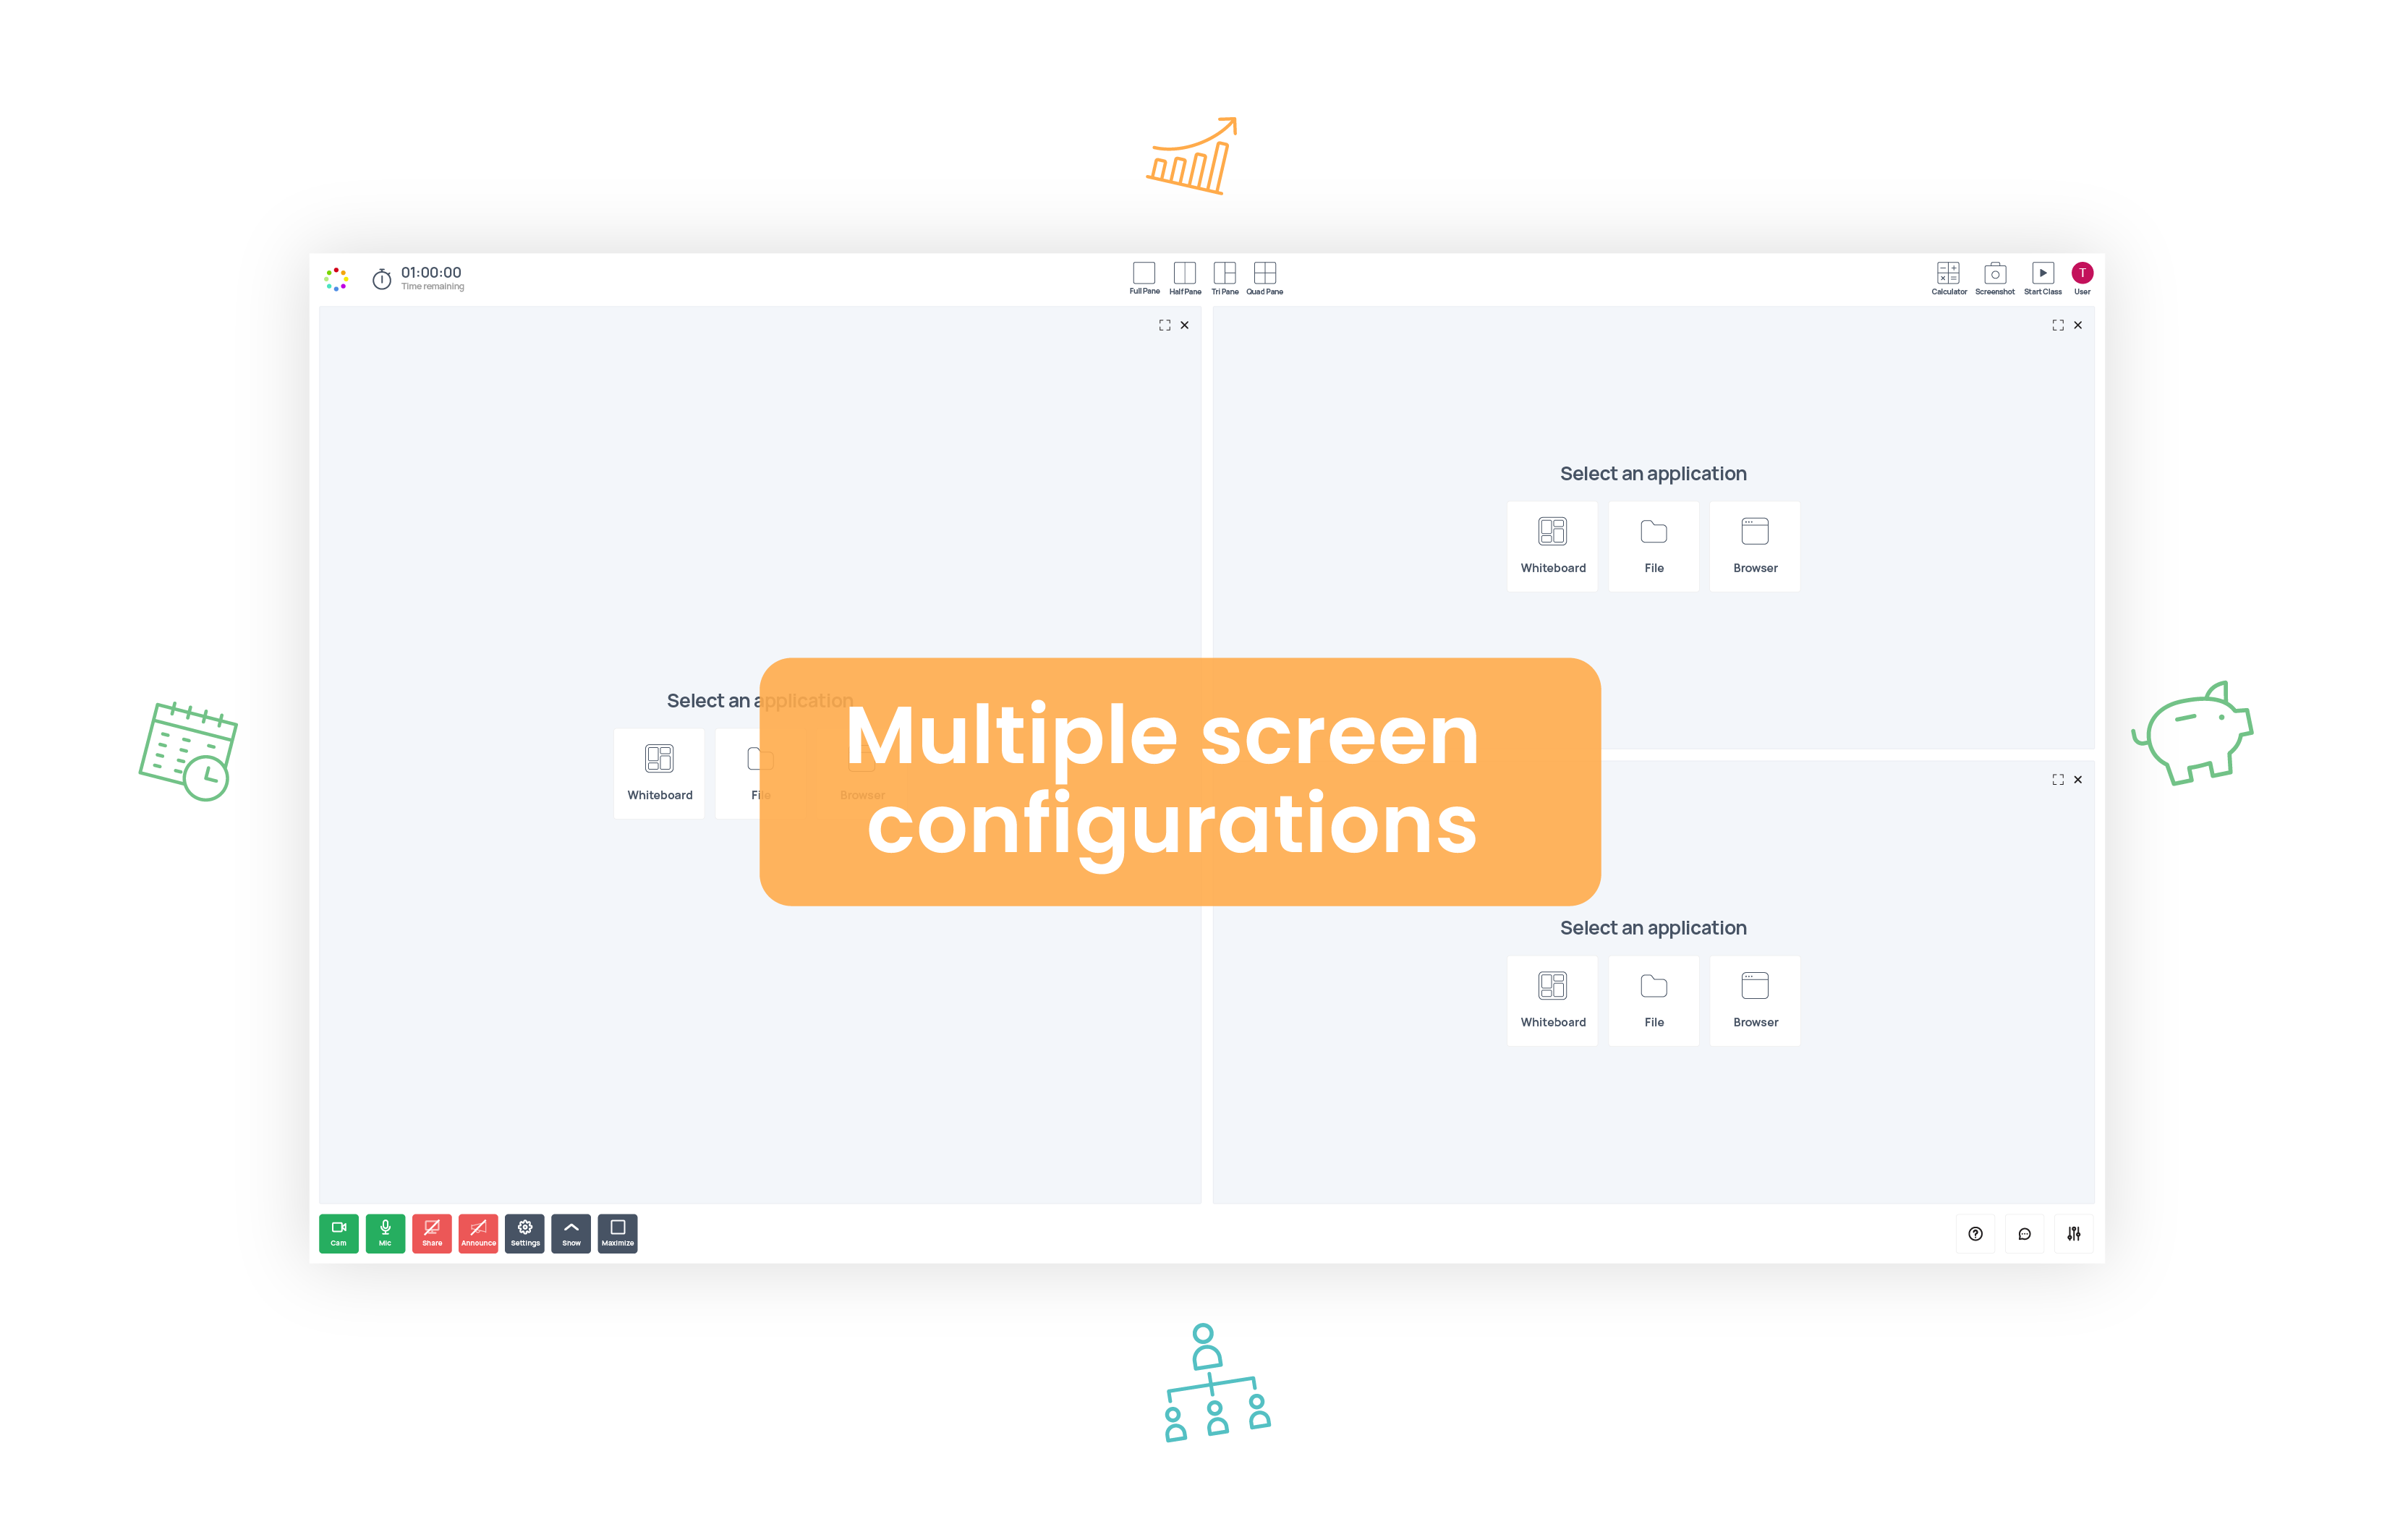 01:00:00
Time remaining
Full Pane Half Pane Tri Pane Quad Pane
Calculator Screenshot Start Class T User
Select an application
Whiteboard File Browser
Select an application
Whiteboard File Browser
Multiple screen
configurations
Select an application
Whiteboard File Browser
Cam Mic Share Announce Settings Show Maximize